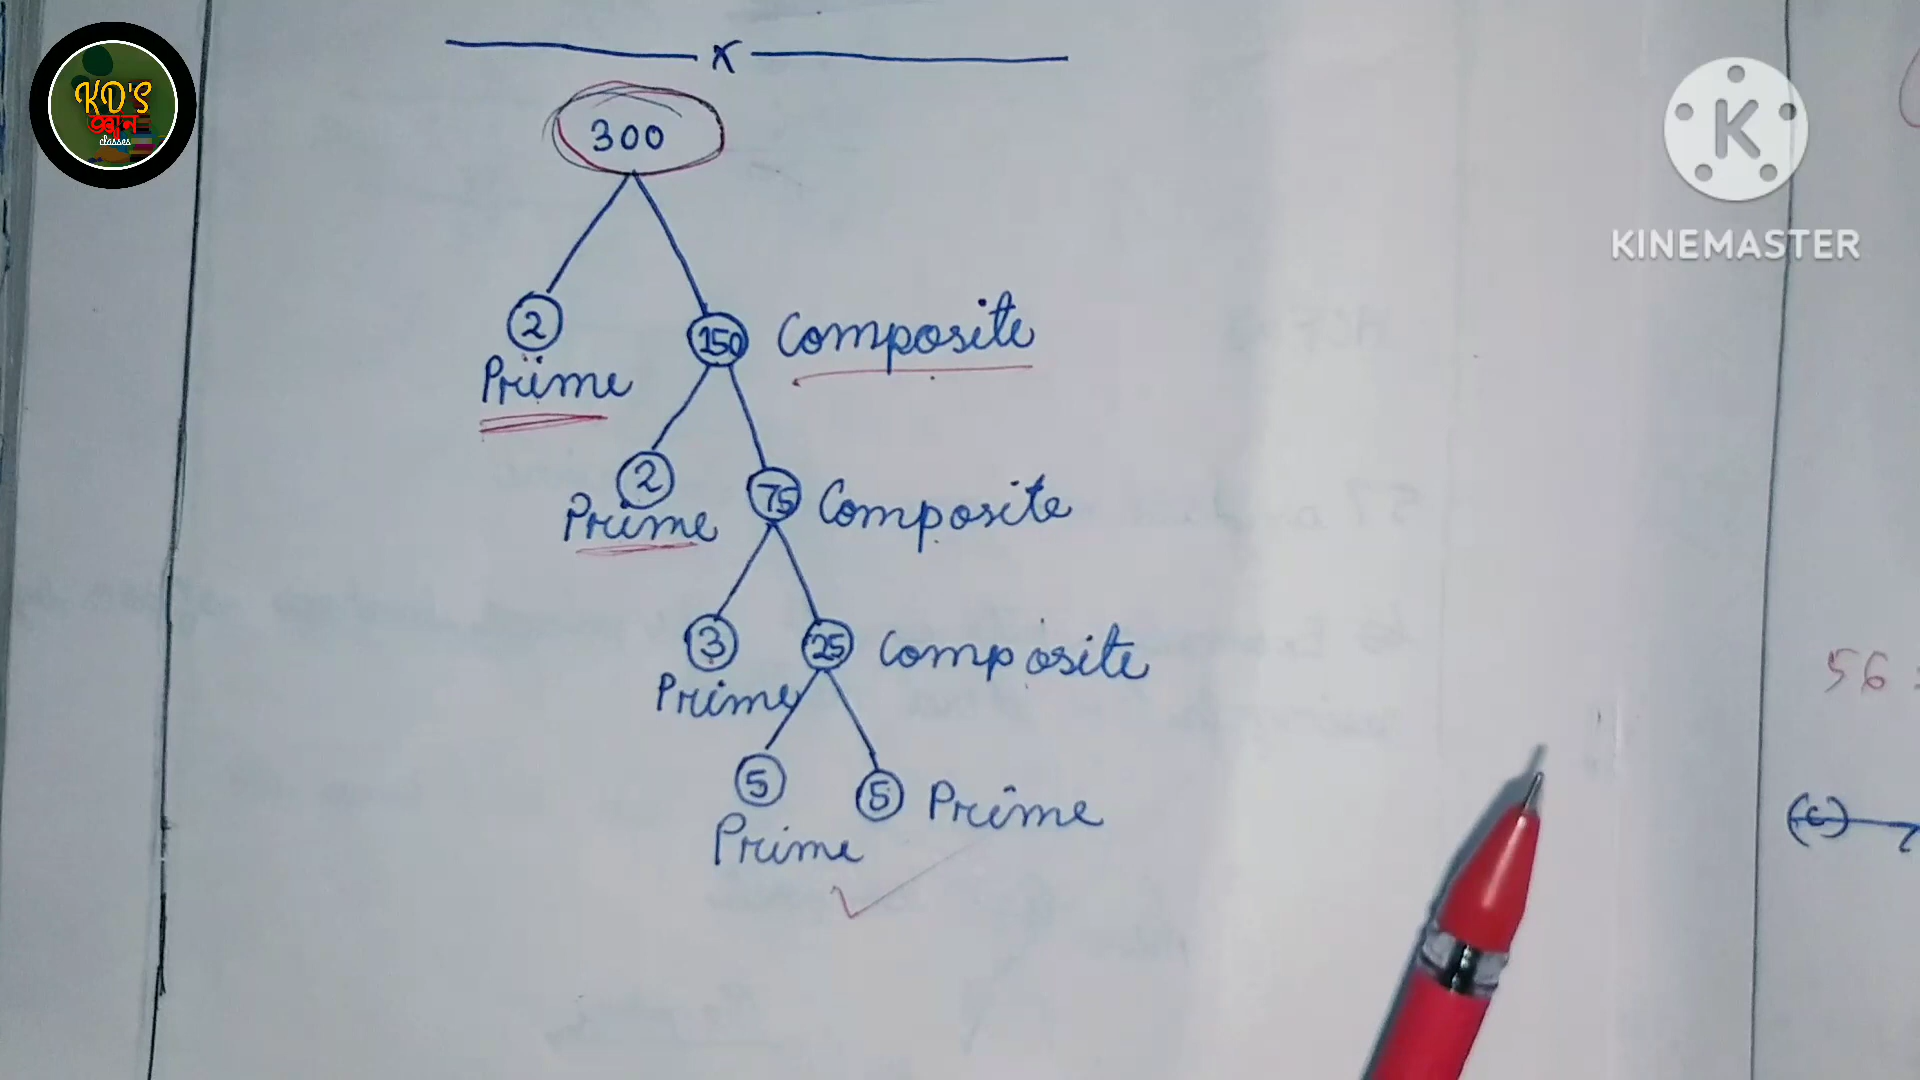 x
KD'S
জ্ঞান
classes
K
KINEMASTER
300
2
150
Composite
Prime
2
75
Composite
Prime
3
25
Composite
Prime
5
5
Prime
Prime
56
(c)